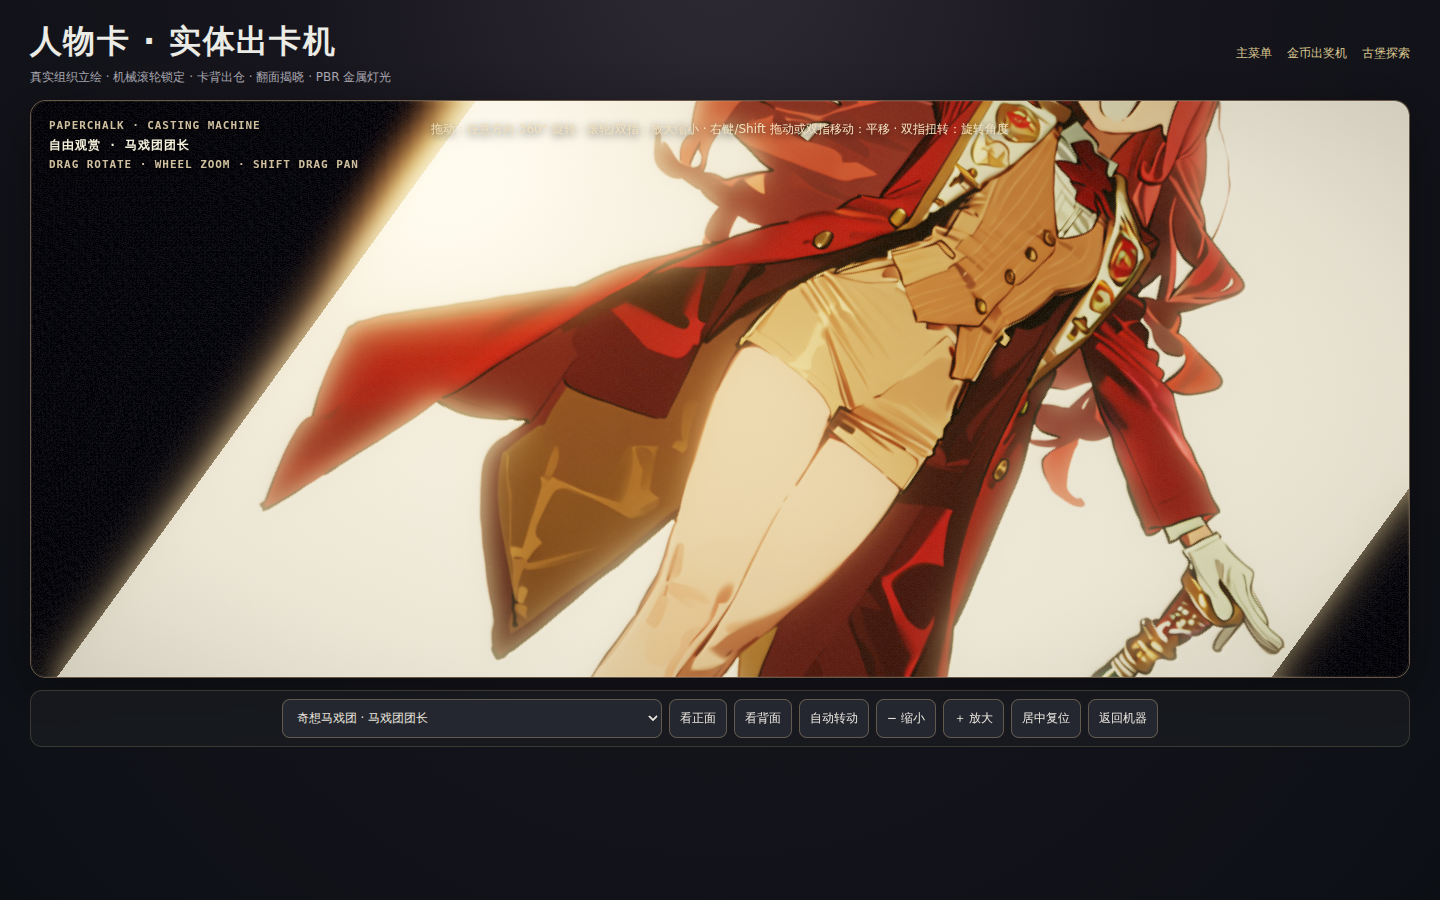 人物卡 · 实体出卡机
真实组织立绘 · 机械滚轮锁定 · 卡背出仓 · 翻面揭晓 · PBR 金属灯光
主菜单 金币出奖机 古堡探索
PAPERCHALK · CASTING MACHINE
自由观赏 · 马戏团团长
DRAG ROTATE · WHEEL ZOOM · SHIFT DRAG PAN
拖动 · 右键/Shift 拖动或双指移动：平移 · 双指扭转：旋转角度
奇想马戏团 · 马戏团团长
看正面
看背面
自动转动
− 缩小
+ 放大
居中复位
返回机器